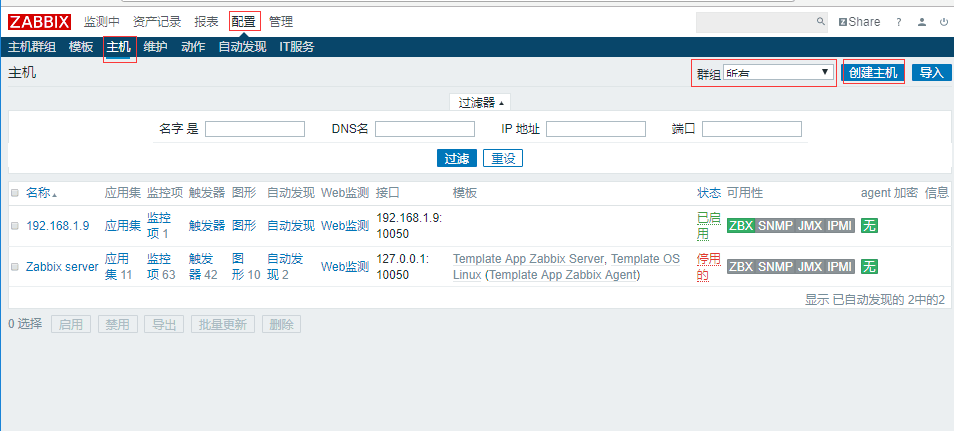 ZABBIX 监测中 资产记录 报表 配置 管理 Share ?
主机群组 模板 主机 维护 动作 自动发现 IT服务
主机 群组 所有 创建主机 导入
过滤器
名字 是 DNS名 IP 地址 端口
过滤 重设
名称 应用集 监控项 触发器 图形 自动发现 Web监测 接口 模板 状态 可用性 agent 加密 信息
192.168.1.9 应用集 监控项 1 触发器 图形 自动发现 Web监测 192.168.1.9: 10050 已启用 ZBX SNMP JMX IPMI 无
Zabbix server 应用集 11 监控项 63 触发器 42 图形 10 自动发现 2 Web监测 127.0.0.1: 10050 Template App Zabbix Server, Template OS Linux (Template App Zabbix Agent) 停用的 ZBX SNMP JMX IPMI 无
显示 已自动发现的 2中的2
0 选择 启用 禁用 导出 批量更新 删除